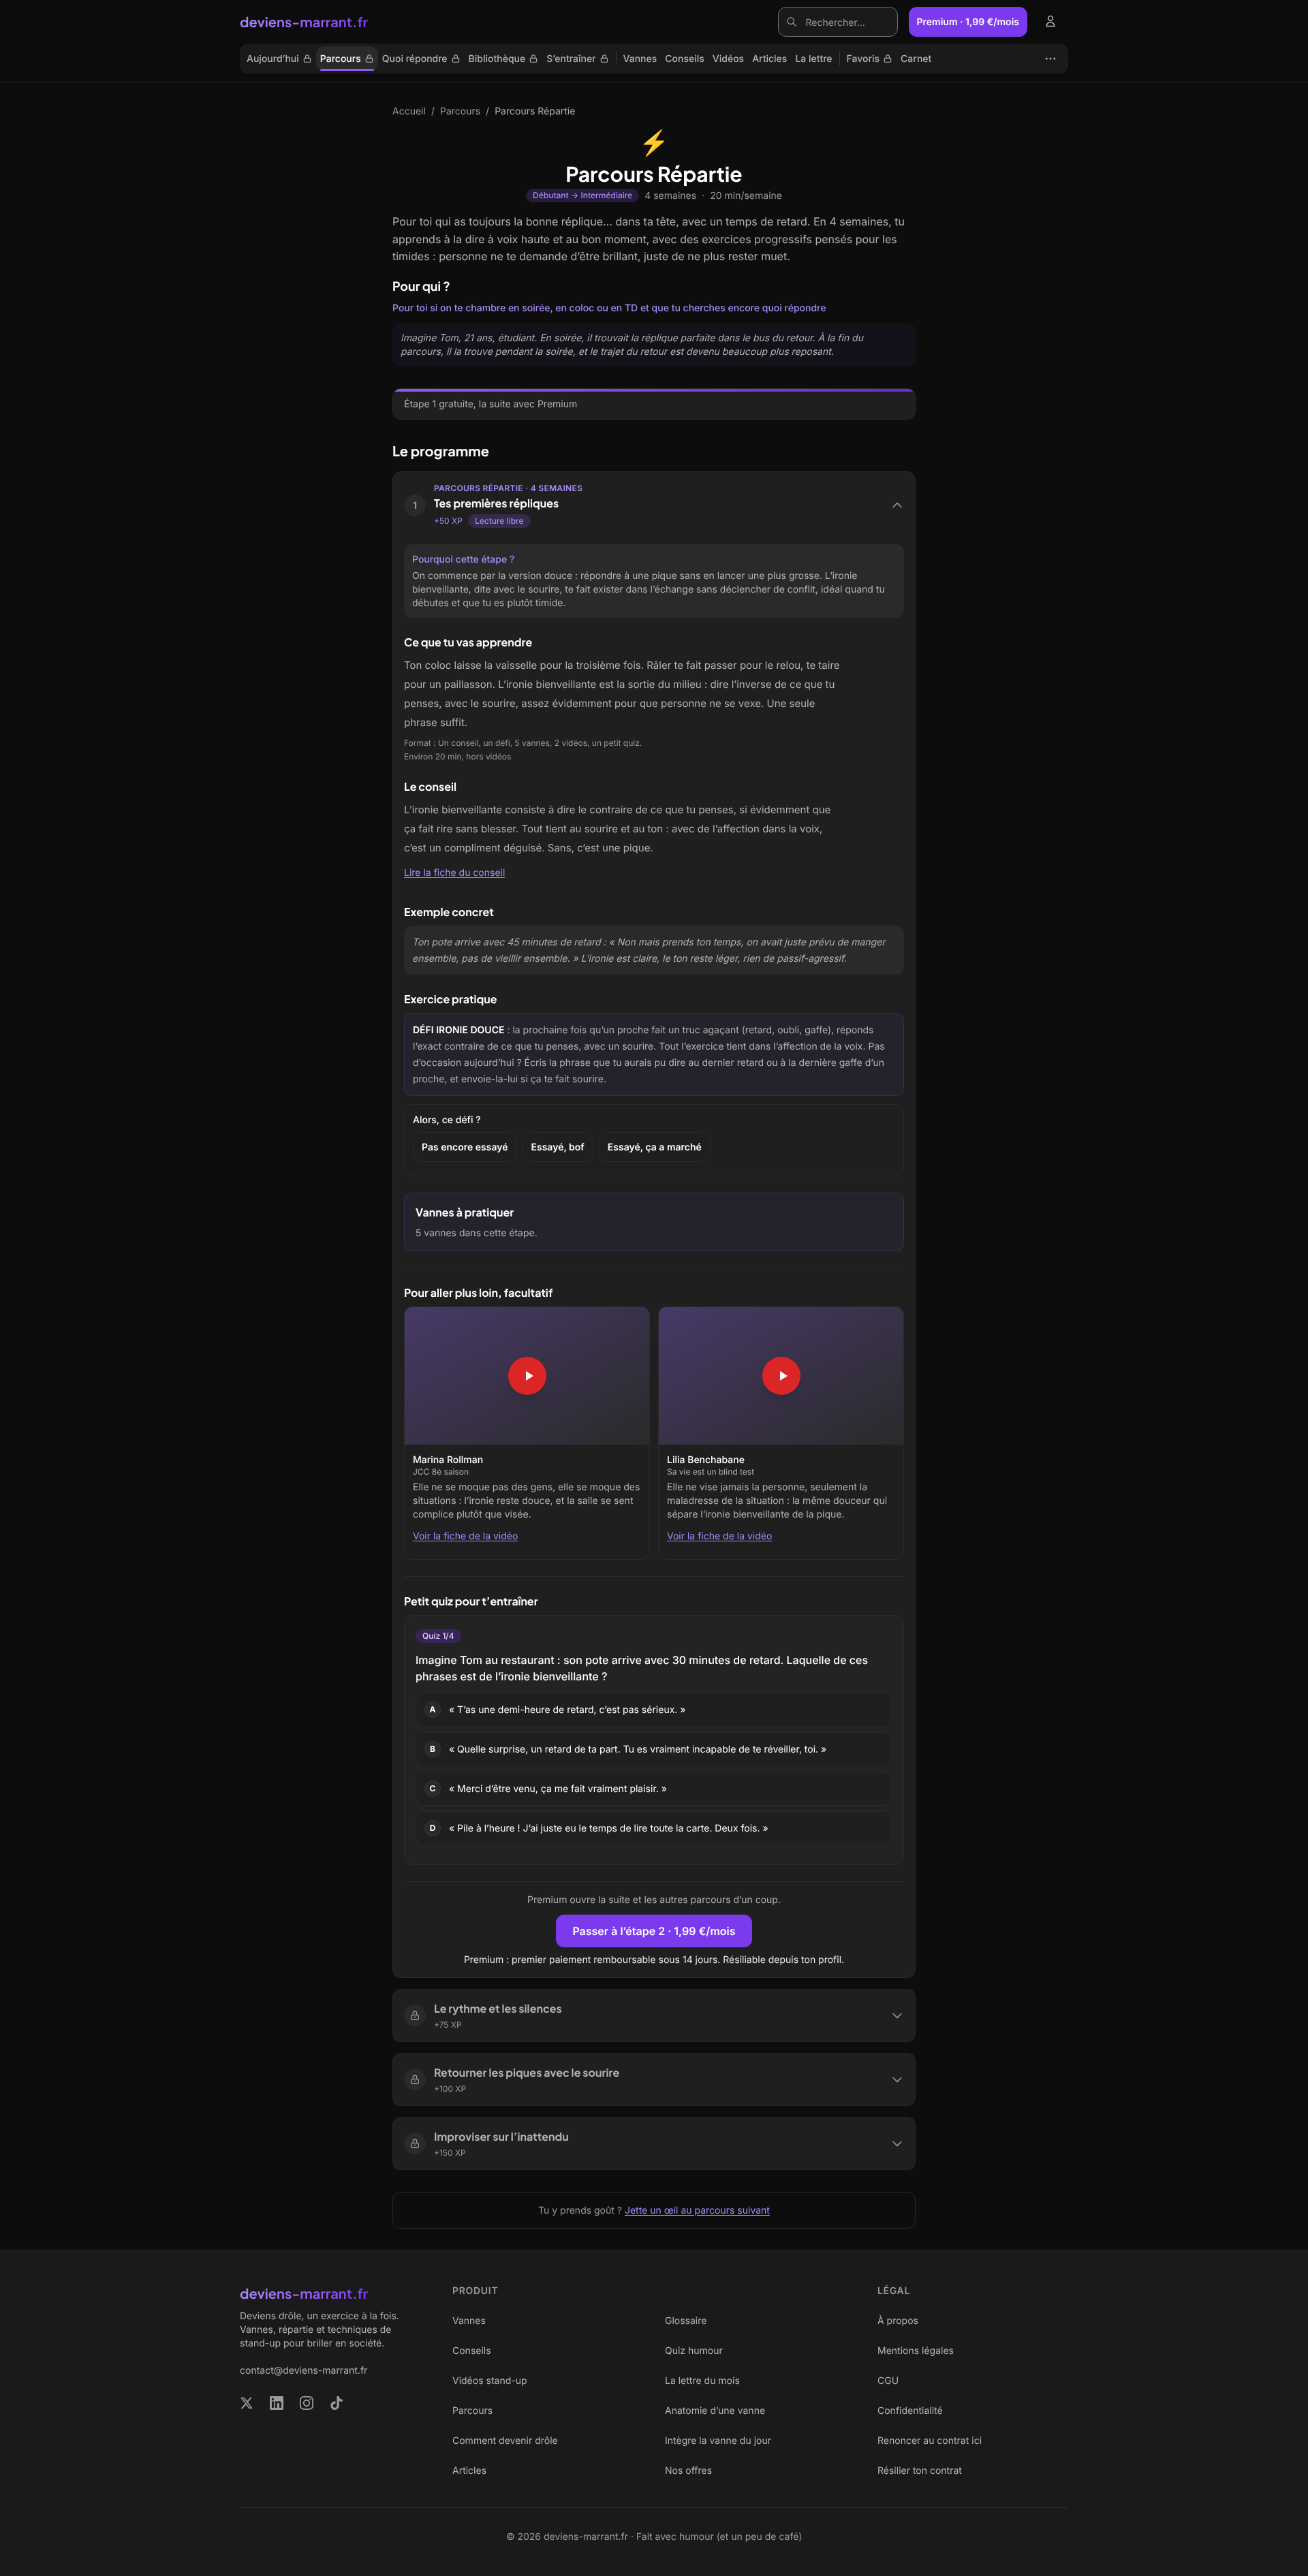 deviens-marrant.fr
Rechercher...
Premium · 1,99 €/mois
Aujourd’hui
Parcours
Quoi répondre
Bibliothèque
S’entraîner
Vannes
Conseils
Vidéos
Articles
La lettre
Favoris
Carnet
Accueil / Parcours / Parcours Répartie
Parcours Répartie
Débutant → Intermédiaire 4 semaines · 20 min/semaine
Pour toi qui as toujours la bonne réplique… dans ta tête, avec un temps de retard. En 4 semaines, tu
apprends à la dire à voix haute et au bon moment, avec des exercices progressifs pensés pour les
timides : personne ne te demande d’être brillant, juste de ne plus rester muet.
Pour qui ?
Pour toi si on te chambre en soirée, en coloc ou en TD et que tu cherches encore quoi répondre
Imagine Tom, 21 ans, étudiant. En soirée, il trouvait la réplique parfaite dans le bus du retour. À la fin du
parcours, il la trouve pendant la soirée, et le trajet du retour est devenu beaucoup plus reposant.
Étape 1 gratuite, la suite avec Premium
Le programme
1
PARCOURS RÉPARTIE · 4 SEMAINES
Tes premières répliques
+50 XP Lecture libre
Pourquoi cette étape ?
On commence par la version douce : répondre à une pique sans en lancer une plus grosse. L’ironie
bienveillante, dite avec le sourire, te fait exister dans l’échange sans déclencher de conflit, idéal quand tu
débutes et que tu es plutôt timide.
Ce que tu vas apprendre
Ton coloc laisse la vaisselle pour la troisième fois. Râler te fait passer pour le relou, te taire
pour un paillasson. L’ironie bienveillante est la sortie du milieu : dire l’inverse de ce que tu
penses, avec le sourire, assez évidemment pour que personne ne se vexe. Une seule
phrase suffit.
Format : Un conseil, un défi, 5 vannes, 2 vidéos, un petit quiz.
Environ 20 min, hors vidéos
Le conseil
L’ironie bienveillante consiste à dire le contraire de ce que tu penses, si évidemment que
ça fait rire sans blesser. Tout tient au sourire et au ton : avec de l’affection dans la voix,
c’est un compliment déguisé. Sans, c’est une pique.
Lire la fiche du conseil
Exemple concret
Ton pote arrive avec 45 minutes de retard : « Non mais prends ton temps, on avait juste prévu de manger
ensemble, pas de vieillir ensemble. » L’ironie est claire, le ton reste léger, rien de passif-agressif.
Exercice pratique
DÉFI IRONIE DOUCE : la prochaine fois qu’un proche fait un truc agaçant (retard, oubli, gaffe), réponds
l’exact contraire de ce que tu penses, avec un sourire. Tout l’exercice tient dans l’affection de la voix. Pas
d’occasion aujourd’hui ? Écris la phrase que tu aurais pu dire au dernier retard ou à la dernière gaffe d’un
proche, et envoie-la-lui si ça te fait sourire.
Alors, ce défi ?
Pas encore essayé
Essayé, bof
Essayé, ça a marché
Vannes à pratiquer
5 vannes dans cette étape.
Pour aller plus loin, facultatif
Marina Rollman
JCC 8è saison
Elle ne se moque pas des gens, elle se moque des
situations : l’ironie reste douce, et la salle se sent
complice plutôt que visée.
Voir la fiche de la vidéo
Lilia Benchabane
Sa vie est un blind test
Elle ne vise jamais la personne, seulement la
maladresse de la situation : la même douceur qui
sépare l’ironie bienveillante de la pique.
Voir la fiche de la vidéo
Petit quiz pour t’entraîner
Quiz 1/4
Imagine Tom au restaurant : son pote arrive avec 30 minutes de retard. Laquelle de ces
phrases est de l’ironie bienveillante ?
A « T’as une demi-heure de retard, c’est pas sérieux. »
B « Quelle surprise, un retard de ta part. Tu es vraiment incapable de te réveiller, toi. »
C « Merci d’être venu, ça me fait vraiment plaisir. »
D « Pile à l’heure ! J’ai juste eu le temps de lire toute la carte. Deux fois. »
Premium ouvre la suite et les autres parcours d’un coup.
Passer à l’étape 2 · 1,99 €/mois
Premium : premier paiement remboursable sous 14 jours. Résiliable depuis ton profil.
Le rythme et les silences
+75 XP
Retourner les piques avec le sourire
+100 XP
Improviser sur l’inattendu
+150 XP
Tu y prends goût ? Jette un œil au parcours suivant
deviens-marrant.fr
Deviens drôle, un exercice à la fois.
Vannes, répartie et techniques de
stand-up pour briller en société.
contact@deviens-marrant.fr
PRODUIT
Vannes
Conseils
Vidéos stand-up
Parcours
Comment devenir drôle
Articles
Glossaire
Quiz humour
La lettre du mois
Anatomie d’une vanne
Intègre la vanne du jour
Nos offres
LÉGAL
À propos
Mentions légales
CGU
Confidentialité
Renoncer au contrat ici
Résilier ton contrat
© 2026 deviens-marrant.fr · Fait avec humour (et un peu de café)